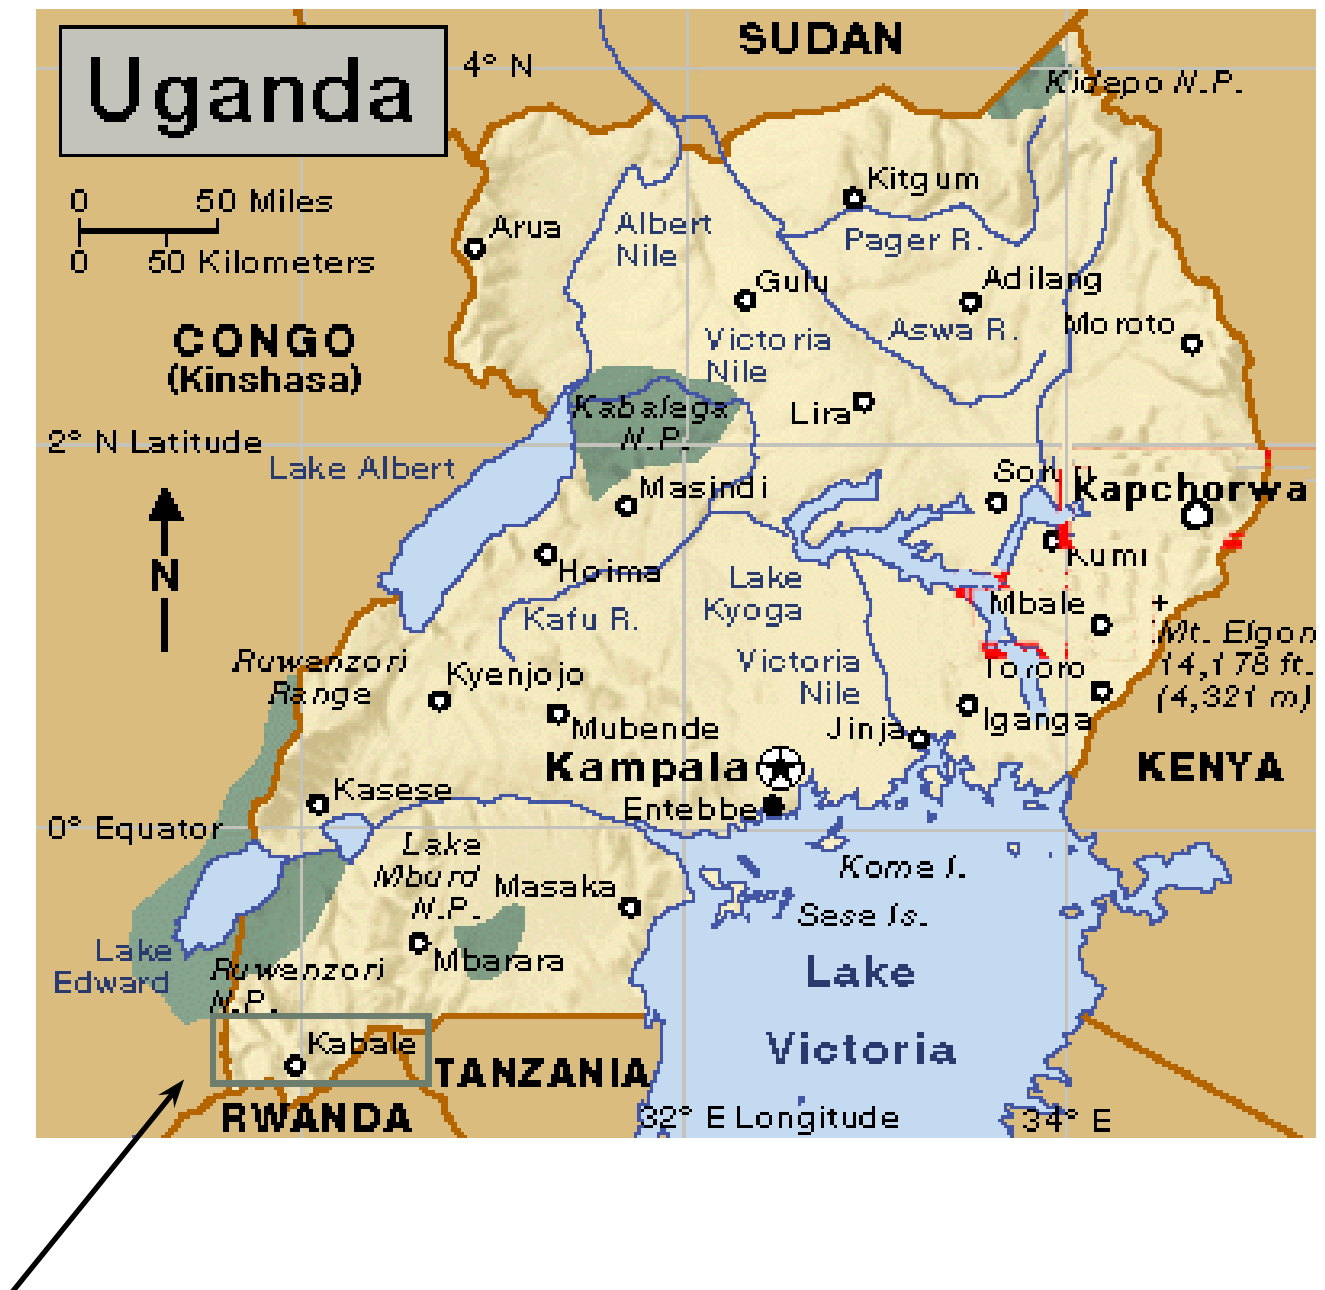 Uganda
SUDAN
4° N
Kidepo N.P.
0 50 Miles
0 50 Kilometers
Kitgum
Arua
Albert
Nile
Pager R.
Gulu
Adilang
Aswa R.
Moroto
CONGO
(Kinshasa)
Victoria
Nile
Kabalega
N.P.
Lira
2° N Latitude
Lake Albert
Masindi
Kapchorwa
N
Hoima
Kumi
Lake
Kyoga
Kafu R.
Mbale
+
Mt. Elgon
14,178 ft.
(4,321 m)
Ruwenzori
Range
Kyenjojo
Victoria
Nile
Tororo
Mubende
Jinja
Iganga
Kampala
KENYA
Kasese
Entebbe
0° Equator
Lake
Mburo
N.P.
Masaka
Kome I.
Sese Is.
Lake
Edward
Mbarara
Ruwenzori
N.P.
Lake
Victoria
Kabale
TANZANIA
RWANDA
32° E Longitude
34° E